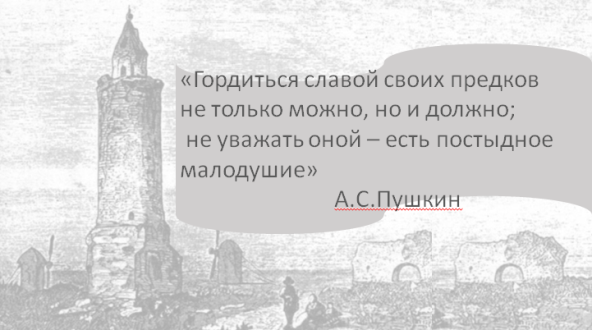 «Гордиться славой своих предков
не только можно, но и должно;
не уважать оной – есть постыдное
малодушие»
А.С.Пушкин